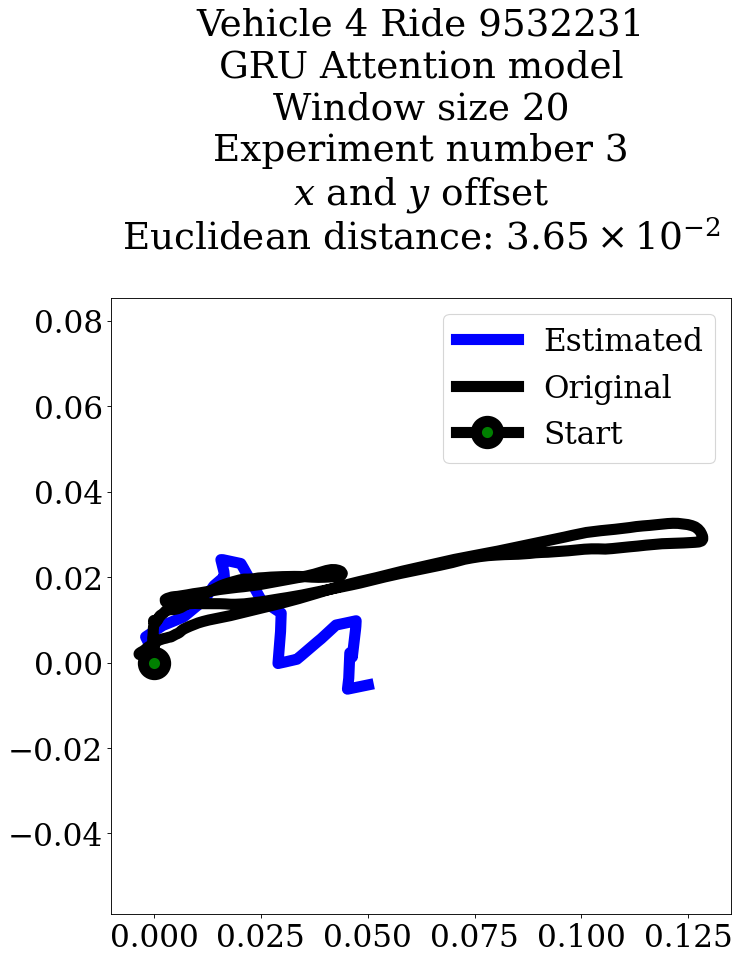 Vehicle 4 Ride 9532231
GRU Attention model
Window size 20
Experiment number 3
x and y offset
Euclidean distance: 3.65 × 10⁻²
Estimated
Original
Start
0.08
0.06
0.04
0.02
0.00
−0.02
−0.04
0.000 0.025 0.050 0.075 0.100 0.125